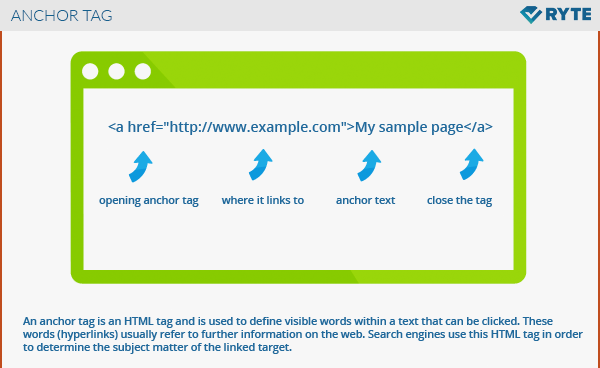 ANCHOR TAG
RYTE
<a href="http://www.example.com">My sample page</a>
opening anchor tag
where it links to
anchor text
close the tag
An anchor tag is an HTML tag and is used to define visible words within a text that can be clicked. These
words (hyperlinks) usually refer to further information on the web. Search engines use this HTML tag in order
to determine the subject matter of the linked target.